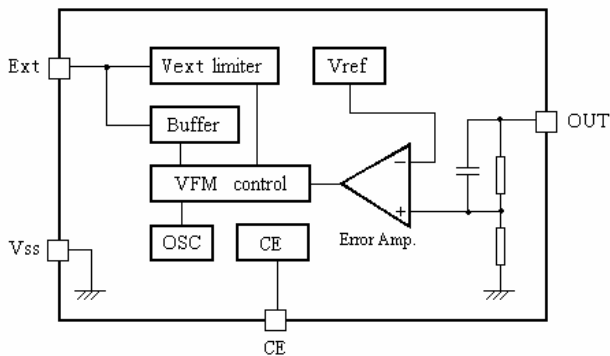 Ext
Vext limiter
Vref
OUT
Buffer
−
VFM control
+
Error Amp.
Vss
OSC
CE
CE